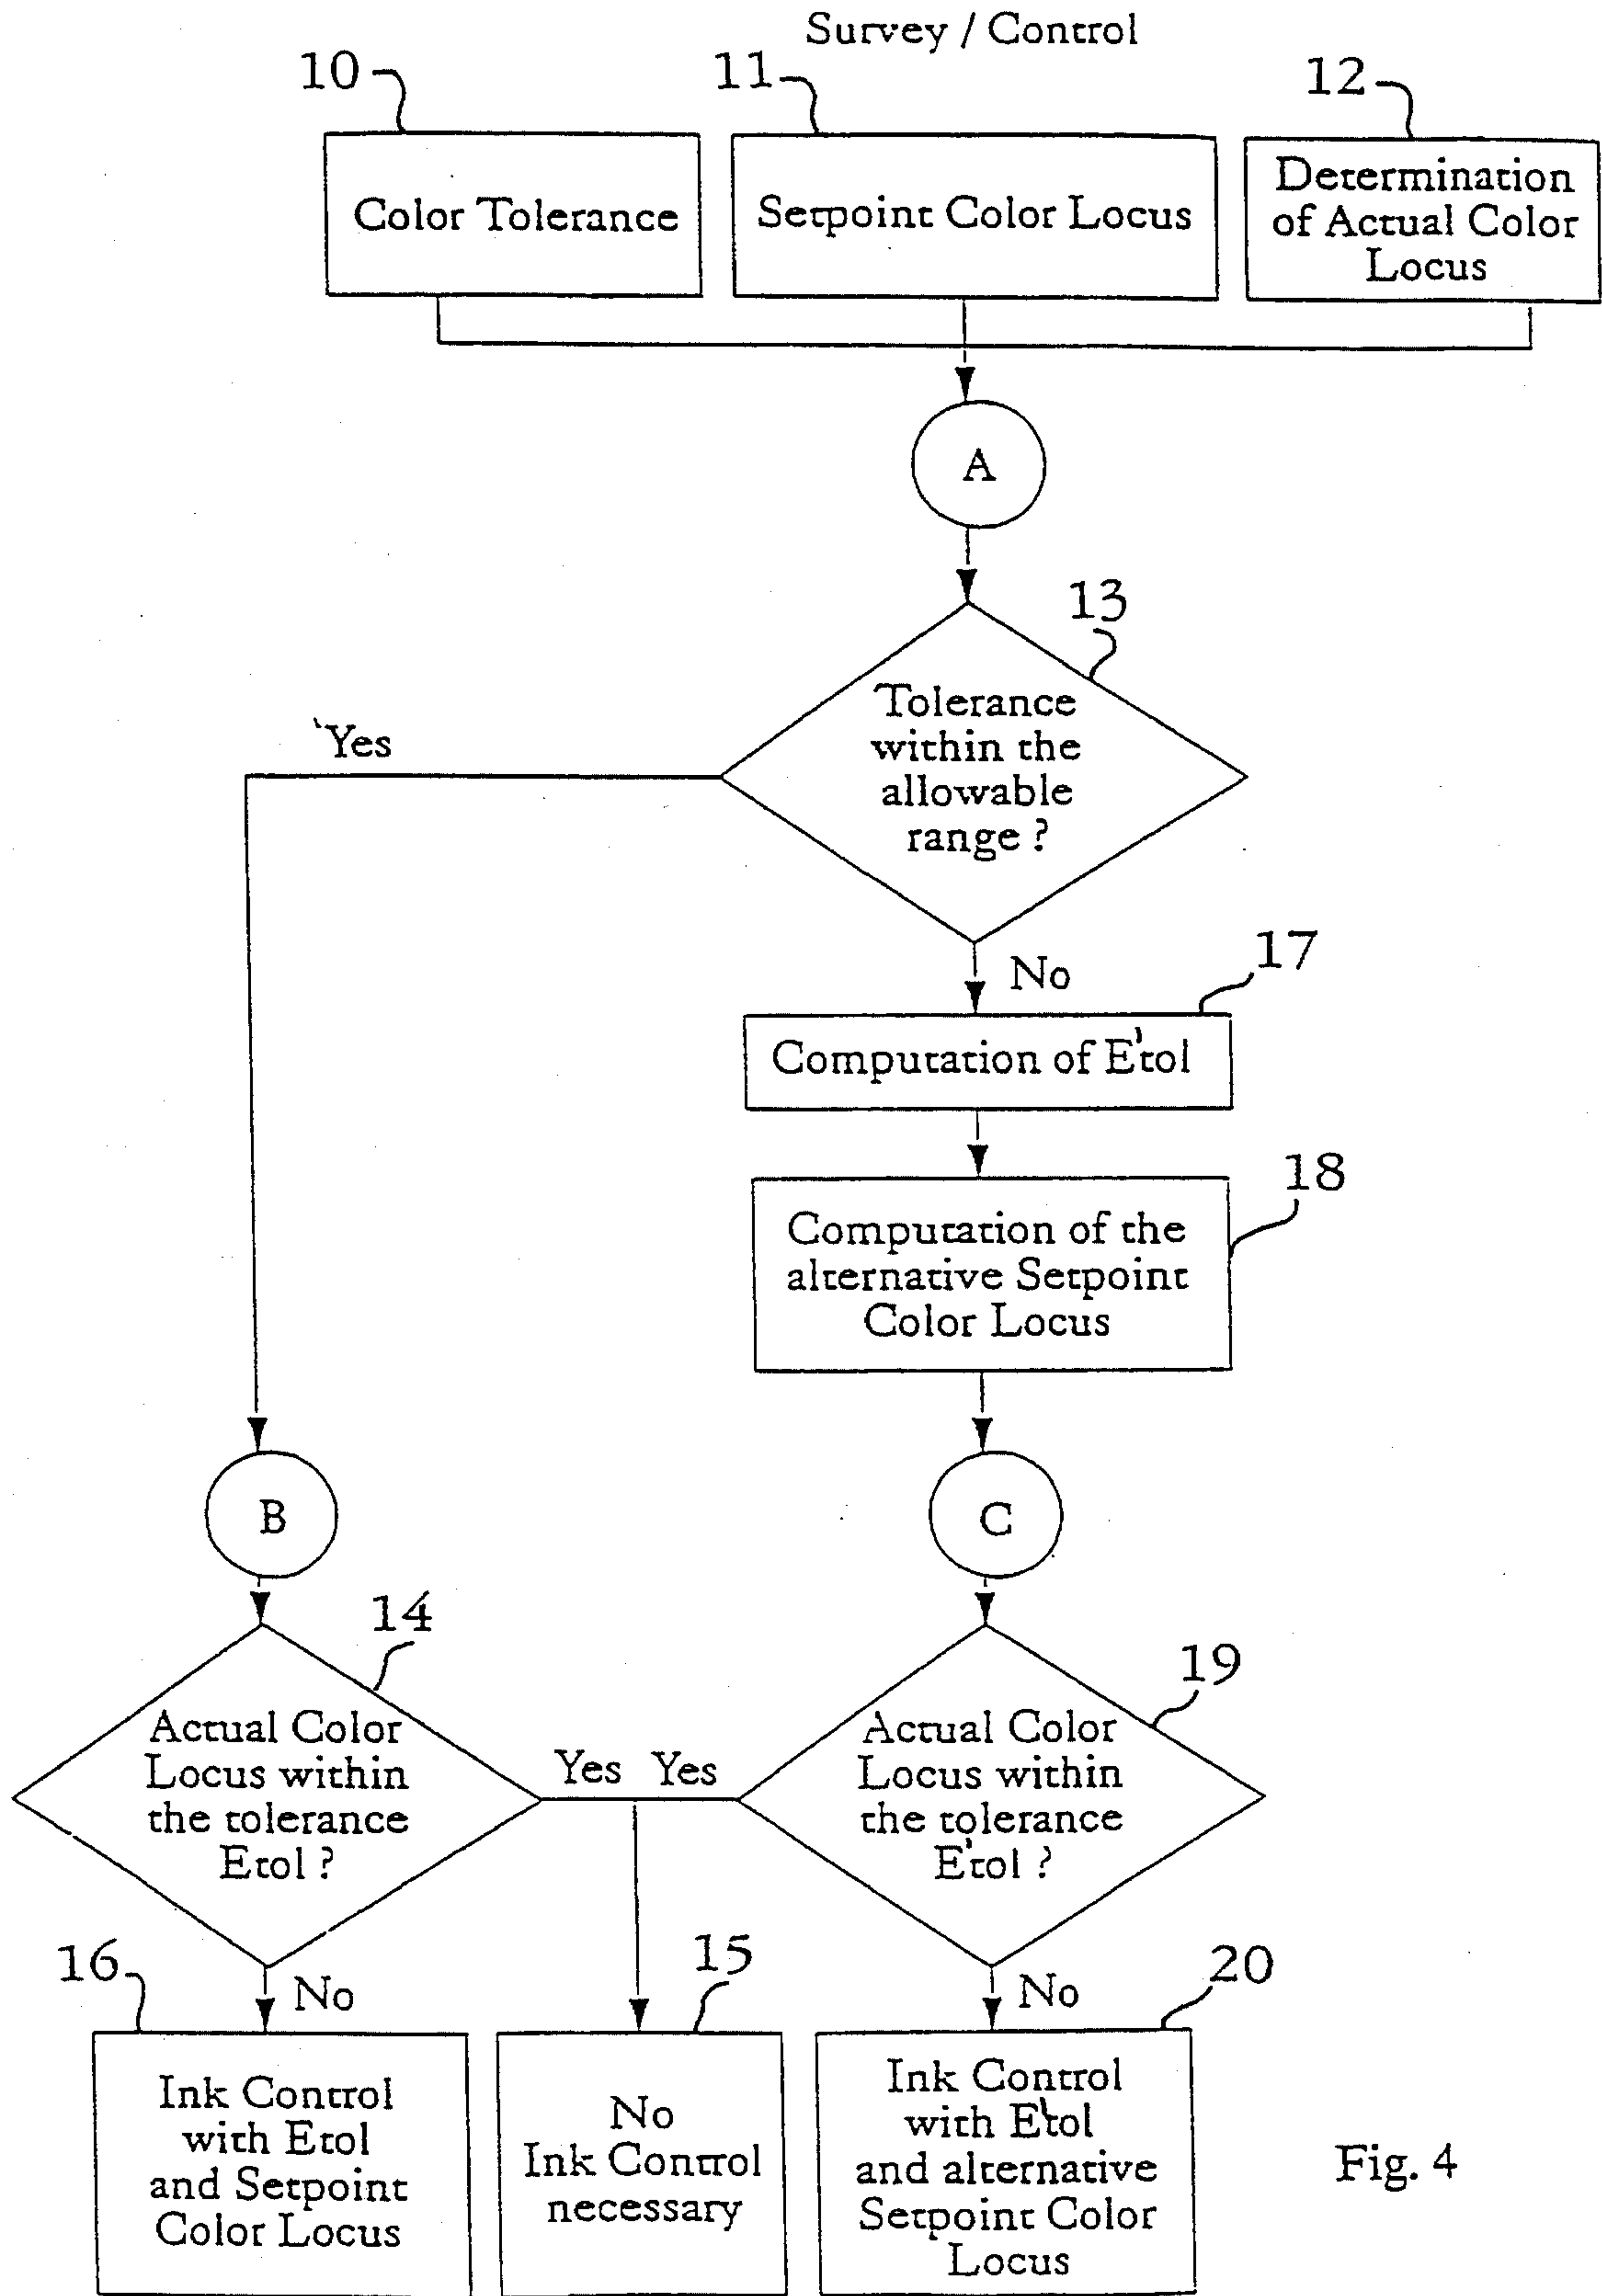 Survey / Control
10
11
12
Color Tolerance
Setpoint Color Locus
Determination
of Actual Color
Locus
A
13
Tolerance
within the
allowable
range ?
Yes
No
17
Computation of E'tol
18
Computation of the
alternative Setpoint
Color Locus
B
C
14
19
Actual Color
Locus within
the tolerance
Etol ?
Yes
Yes
Actual Color
Locus within
the tolerance
E'tol ?
16
No
15
No
20
Ink Control
with Etol
and Setpoint
Color Locus
No
Ink Control
necessary
Ink Control
with E'tol
and alternative
Setpoint Color
Locus
Fig. 4